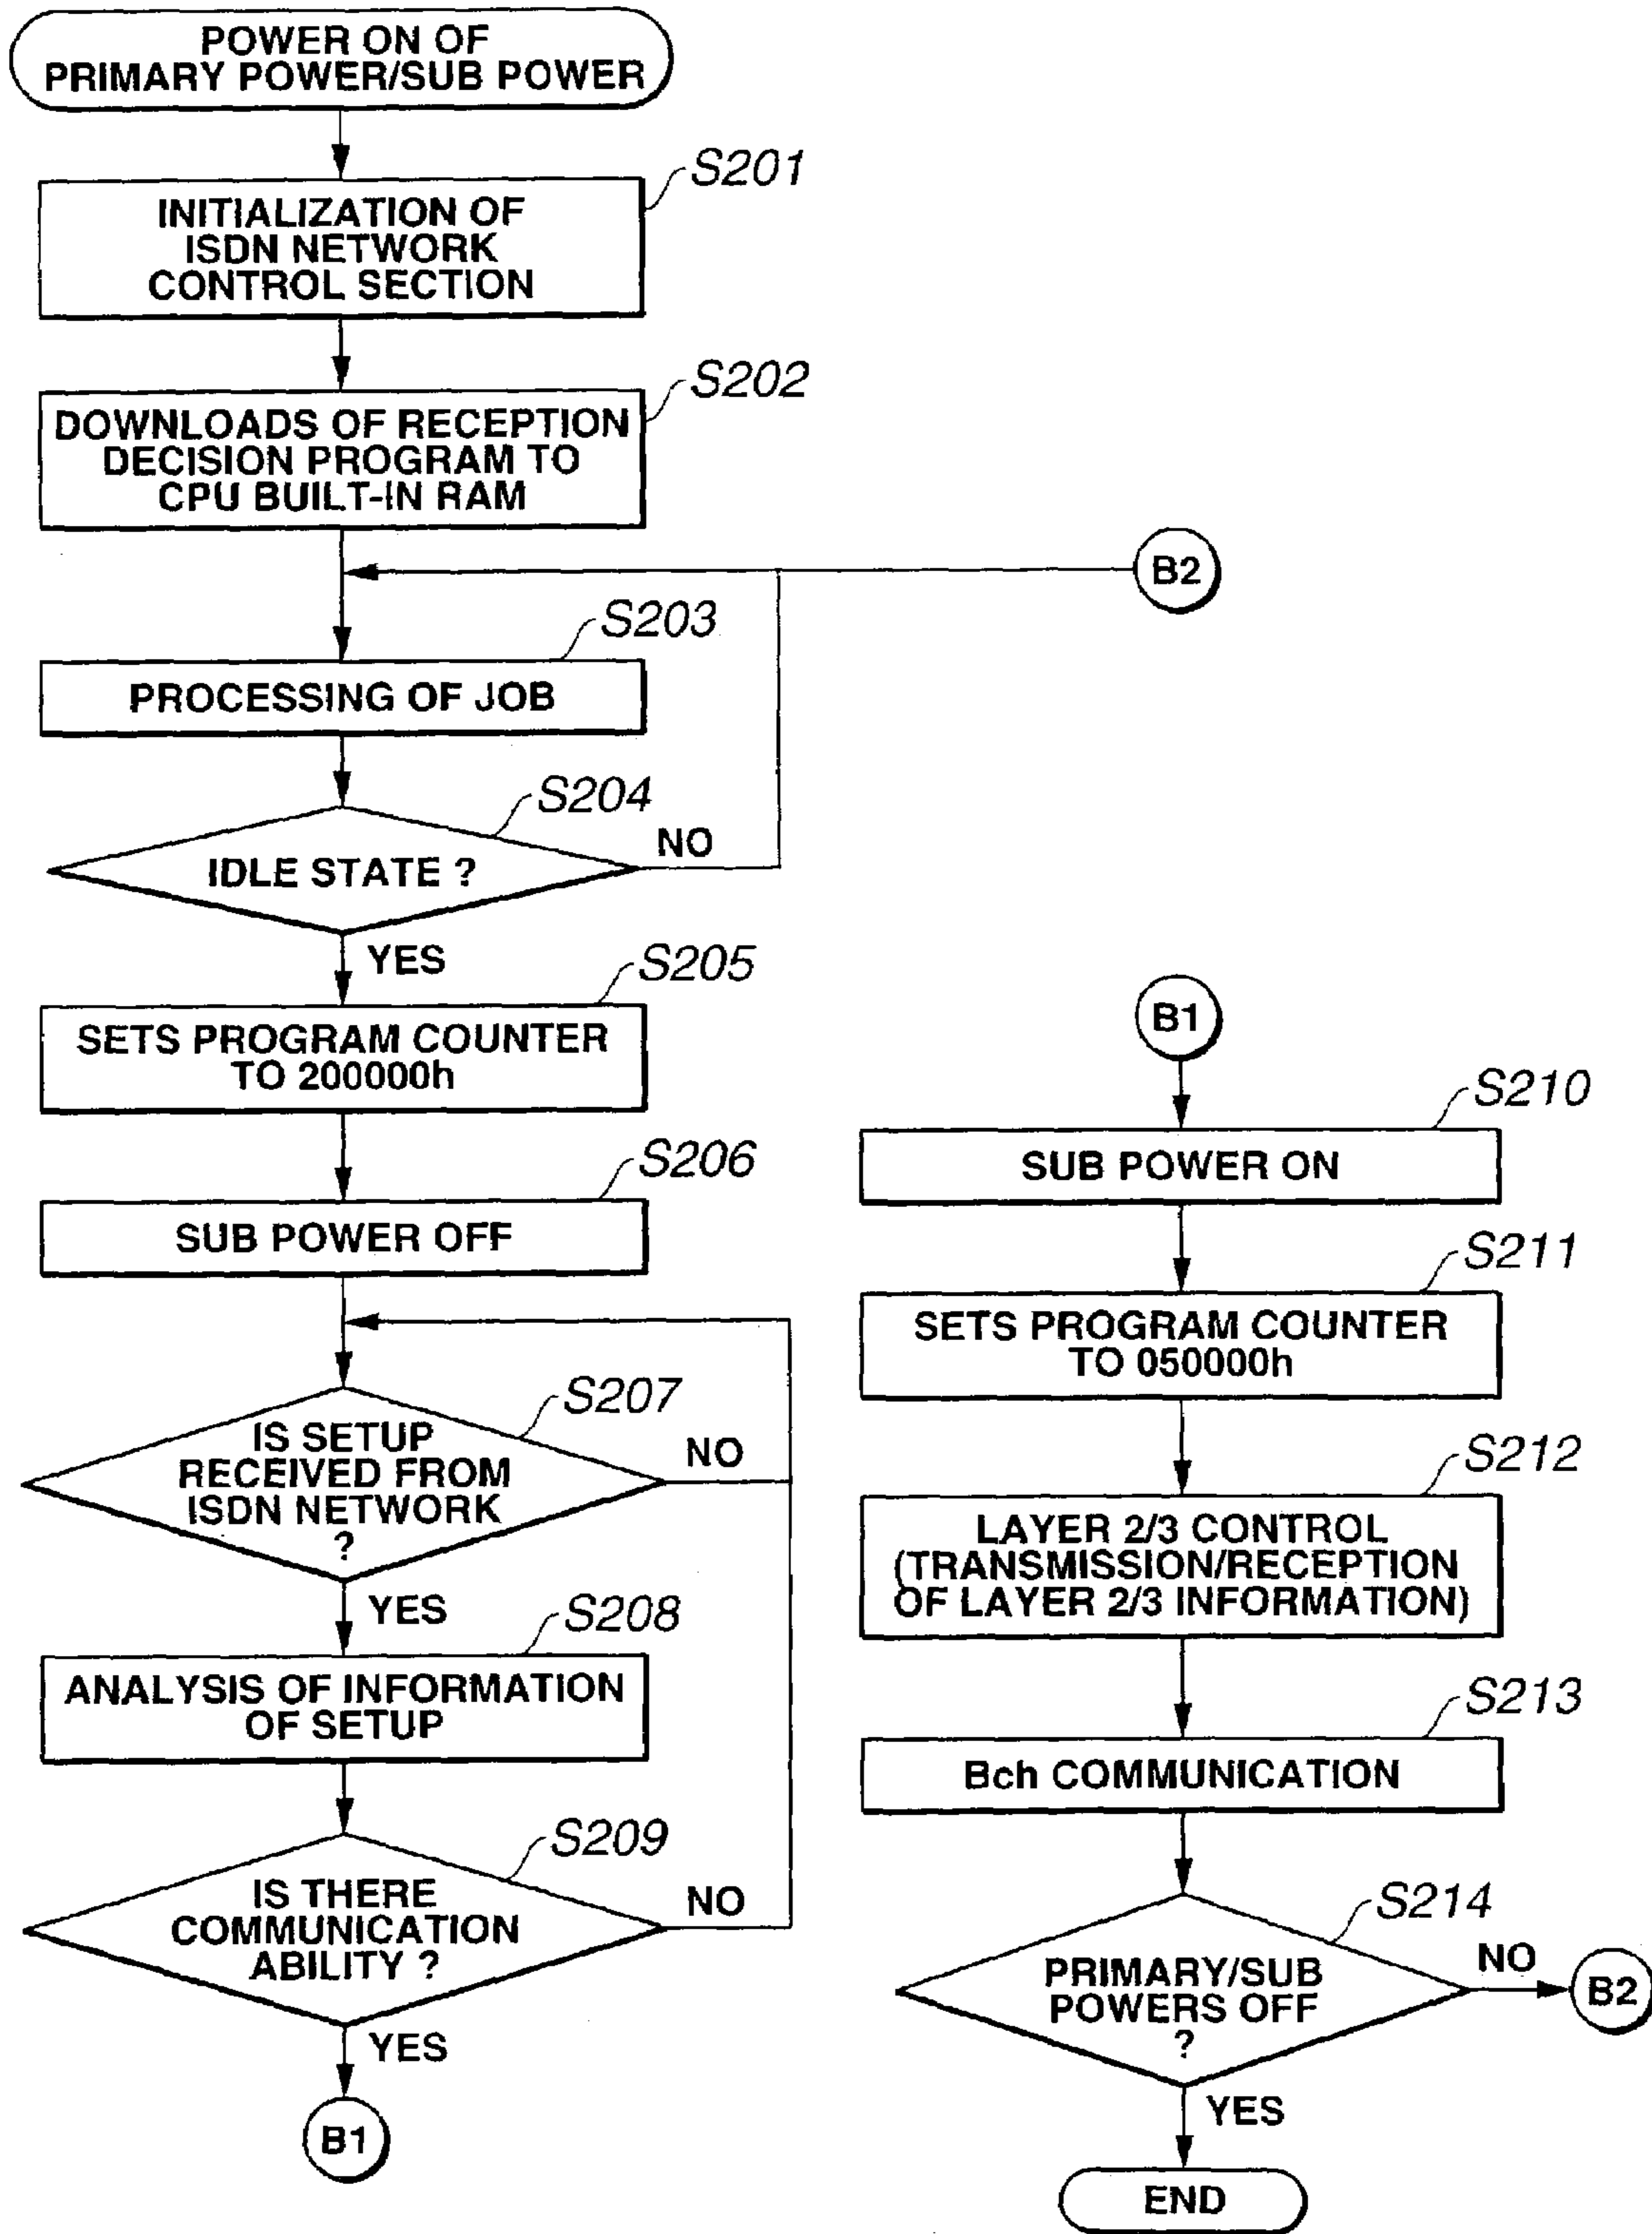 POWER ON OF
PRIMARY POWER/SUB POWER
S201
INITIALIZATION OF
ISDN NETWORK
CONTROL SECTION
S202
DOWNLOADS OF RECEPTION
DECISION PROGRAM TO
CPU BUILT-IN RAM
B2
S203
PROCESSING OF JOB
S204
IDLE STATE ?
NO
YES
S205
SETS PROGRAM COUNTER
TO 200000h
S206
SUB POWER OFF
S207
IS SETUP
RECEIVED FROM
ISDN NETWORK
?
NO
YES
S208
ANALYSIS OF INFORMATION
OF SETUP
S209
IS THERE
COMMUNICATION
ABILITY ?
NO
YES
B1
B1
S210
SUB POWER ON
S211
SETS PROGRAM COUNTER
TO 050000h
S212
LAYER 2/3 CONTROL
(TRANSMISSION/RECEPTION
OF LAYER 2/3 INFORMATION)
S213
Bch COMMUNICATION
S214
PRIMARY/SUB
POWERS OFF
?
NO
B2
YES
END